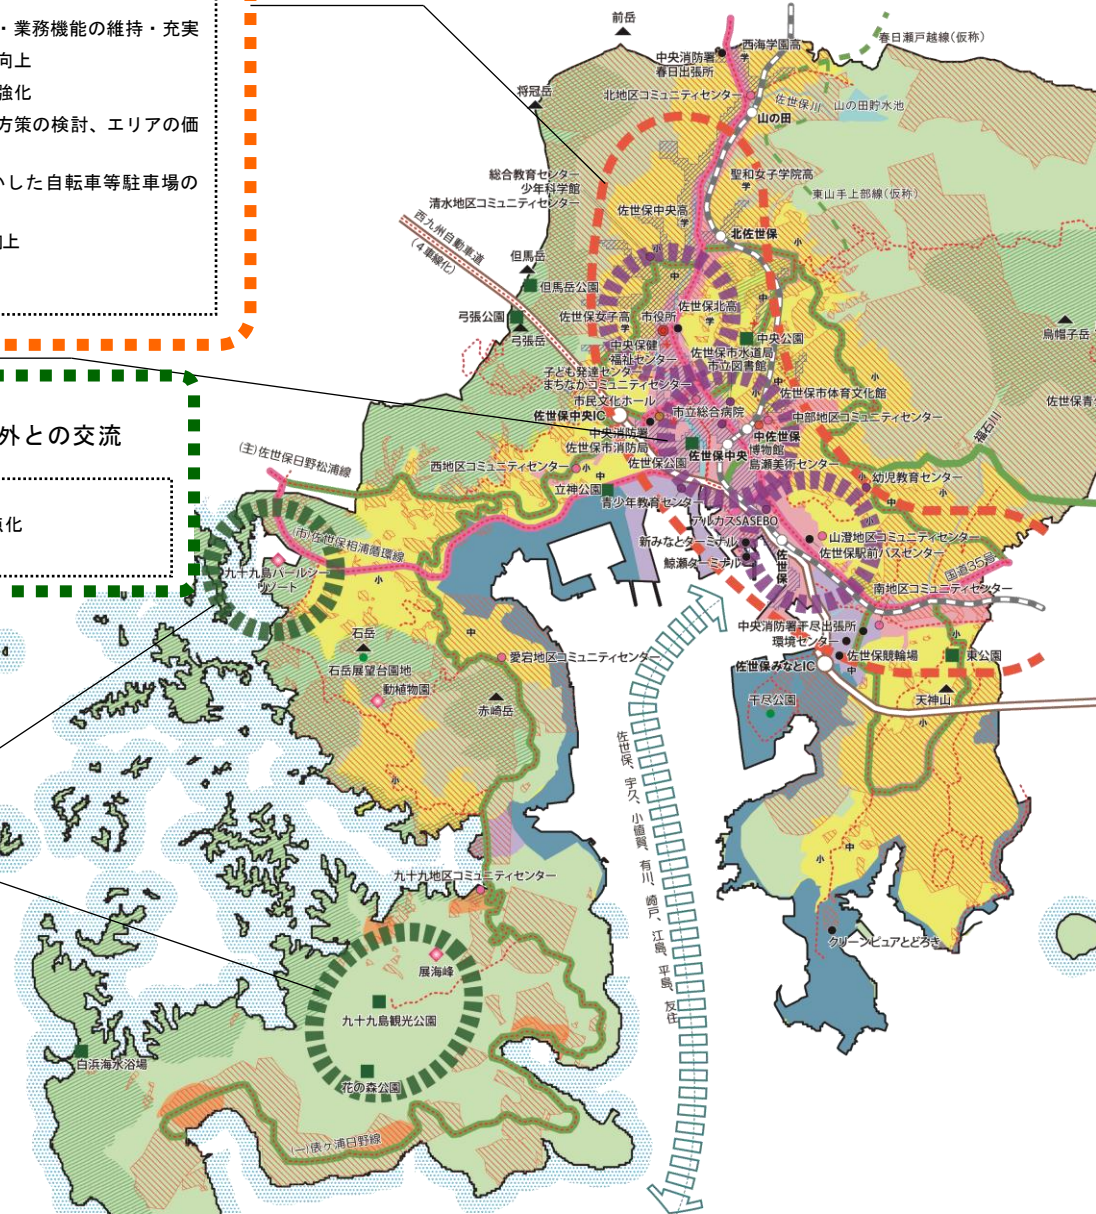 ・業務機能の維持・充実
向上
強化
方策の検討、エリアの価
かした自転車等駐車場の
向上
外との交流
点化
前岳
西海学園高
中央消防署
春日出張所
春日瀬戸越線(仮称)
将冠岳
北地区コミュニティセンター
佐世保川
山の田貯水池
山の田
総合教育センター
少年科学館
清水地区コミュニティセンター
聖和女子学院高
東山手上部線(仮称)
佐世保中央高
西九州自動車道
(4車線化)
北佐世保
但馬岳
但馬岳公園
弓張公園
弓張岳
佐世保女子高
市役所
佐世保北高
中央公園
烏帽子岳
中央保健
福祉センター
佐世保市水道局
市立図書館
子ども発達センター
まちなかコミュニティセンター
市民文化ホール
佐世保市体育文化館
佐世保青
佐世保中央IC
市立総合病院
中部地区コミュニティセンター
中央消防署
佐世保市消防局
中佐世保
佐世保公園
佐世保中央
博物館
島瀬美術センター
福石川
(主)佐世保日野松浦線
西地区コミュニティセンター
幼児教育センター
立神公園
青少年教育センター
アルカスSASEBO
(市)佐世保相浦循環線
新みなとターミナル
鯨瀬ターミナル
佐世保
山澄地区コミュニティセンター
佐世保駅前バスセンター
国道35号
九十九島パールシー
リゾート
南地区コミュニティセンター
石岳
石岳展望台園地
愛宕地区コミュニティセンター
中央消防署干尽出張所
環境センター
佐世保競輪場
佐世保みなとIC
東公園
動植物園
赤崎岳
干尽公園
天神山
佐世保、宇久、小値賀、有川、崎戸、江島、平島、友住
九十九地区コミュニティセンター
クリーンピュアとどろき
展海峰
九十九島観光公園
白浜海水浴場
花の森公園
(一)俵ヶ浦日野線